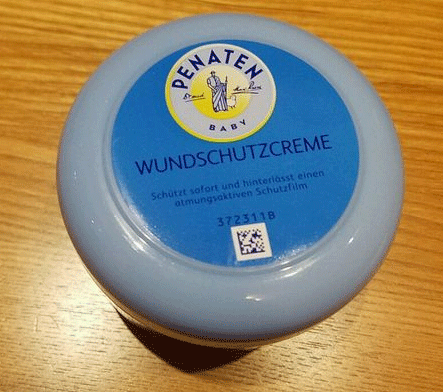 PENATEN
BABY
WUNDSCHUTZCREME
Schützt sofort und hinterlässt einen
atmungsaktiven Schutzfilm
372311B